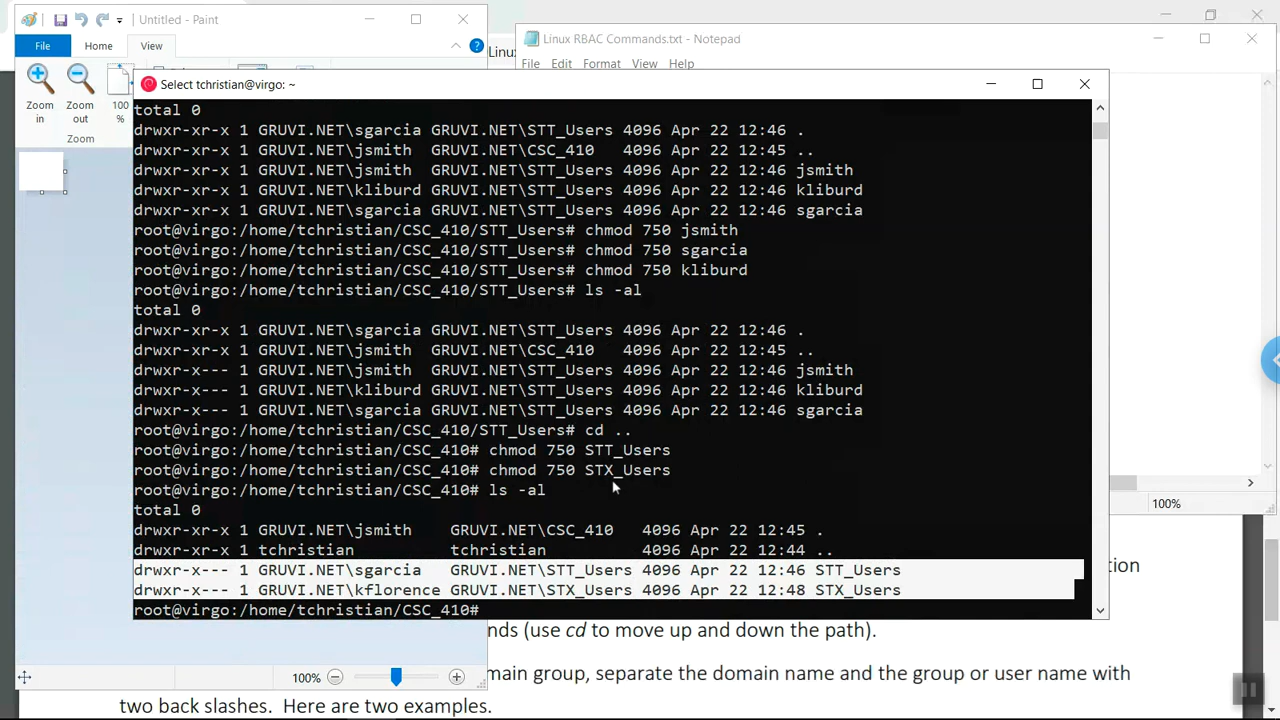 Untitled - Paint
File Home View
Zoom in
Zoom out
100 %
Zoom
Linux
Linux RBAC Commands.txt - Notepad
File Edit Format View Help
Select tchristian@virgo: ~
total 0
drwxr-xr-x 1 GRUVI.NET\sgarcia GRUVI.NET\STT_Users 4096 Apr 22 12:46 .
drwxr-xr-x 1 GRUVI.NET\jsmith GRUVI.NET\CSC_410 4096 Apr 22 12:45 ..
drwxr-xr-x 1 GRUVI.NET\jsmith GRUVI.NET\STT_Users 4096 Apr 22 12:46 jsmith
drwxr-xr-x 1 GRUVI.NET\kliburd GRUVI.NET\STT_Users 4096 Apr 22 12:46 kliburd
drwxr-xr-x 1 GRUVI.NET\sgarcia GRUVI.NET\STT_Users 4096 Apr 22 12:46 sgarcia
root@virgo:/home/tchristian/CSC_410/STT_Users# chmod 750 jsmith
root@virgo:/home/tchristian/CSC_410/STT_Users# chmod 750 sgarcia
root@virgo:/home/tchristian/CSC_410/STT_Users# chmod 750 kliburd
root@virgo:/home/tchristian/CSC_410/STT_Users# ls -al
total 0
drwxr-xr-x 1 GRUVI.NET\sgarcia GRUVI.NET\STT_Users 4096 Apr 22 12:46 .
drwxr-xr-x 1 GRUVI.NET\jsmith GRUVI.NET\CSC_410 4096 Apr 22 12:45 ..
drwxr-x--- 1 GRUVI.NET\jsmith GRUVI.NET\STT_Users 4096 Apr 22 12:46 jsmith
drwxr-x--- 1 GRUVI.NET\kliburd GRUVI.NET\STT_Users 4096 Apr 22 12:46 kliburd
drwxr-x--- 1 GRUVI.NET\sgarcia GRUVI.NET\STT_Users 4096 Apr 22 12:46 sgarcia
root@virgo:/home/tchristian/CSC_410/STT_Users# cd ..
root@virgo:/home/tchristian/CSC_410# chmod 750 STT_Users
root@virgo:/home/tchristian/CSC_410# chmod 750 STX_Users
root@virgo:/home/tchristian/CSC_410# ls -al
total 0
drwxr-xr-x 1 GRUVI.NET\jsmith GRUVI.NET\CSC_410 4096 Apr 22 12:45 .
drwxr-xr-x 1 tchristian tchristian 4096 Apr 22 12:44 ..
drwxr-x--- 1 GRUVI.NET\sgarcia GRUVI.NET\STT_Users 4096 Apr 22 12:46 STT_Users
drwxr-x--- 1 GRUVI.NET\kflorence GRUVI.NET\STX_Users 4096 Apr 22 12:48 STX_Users
root@virgo:/home/tchristian/CSC_410#
100%
tion
nds (use cd to move up and down the path).
100%
main group, separate the domain name and the group or user name with
two back slashes. Here are two examples.